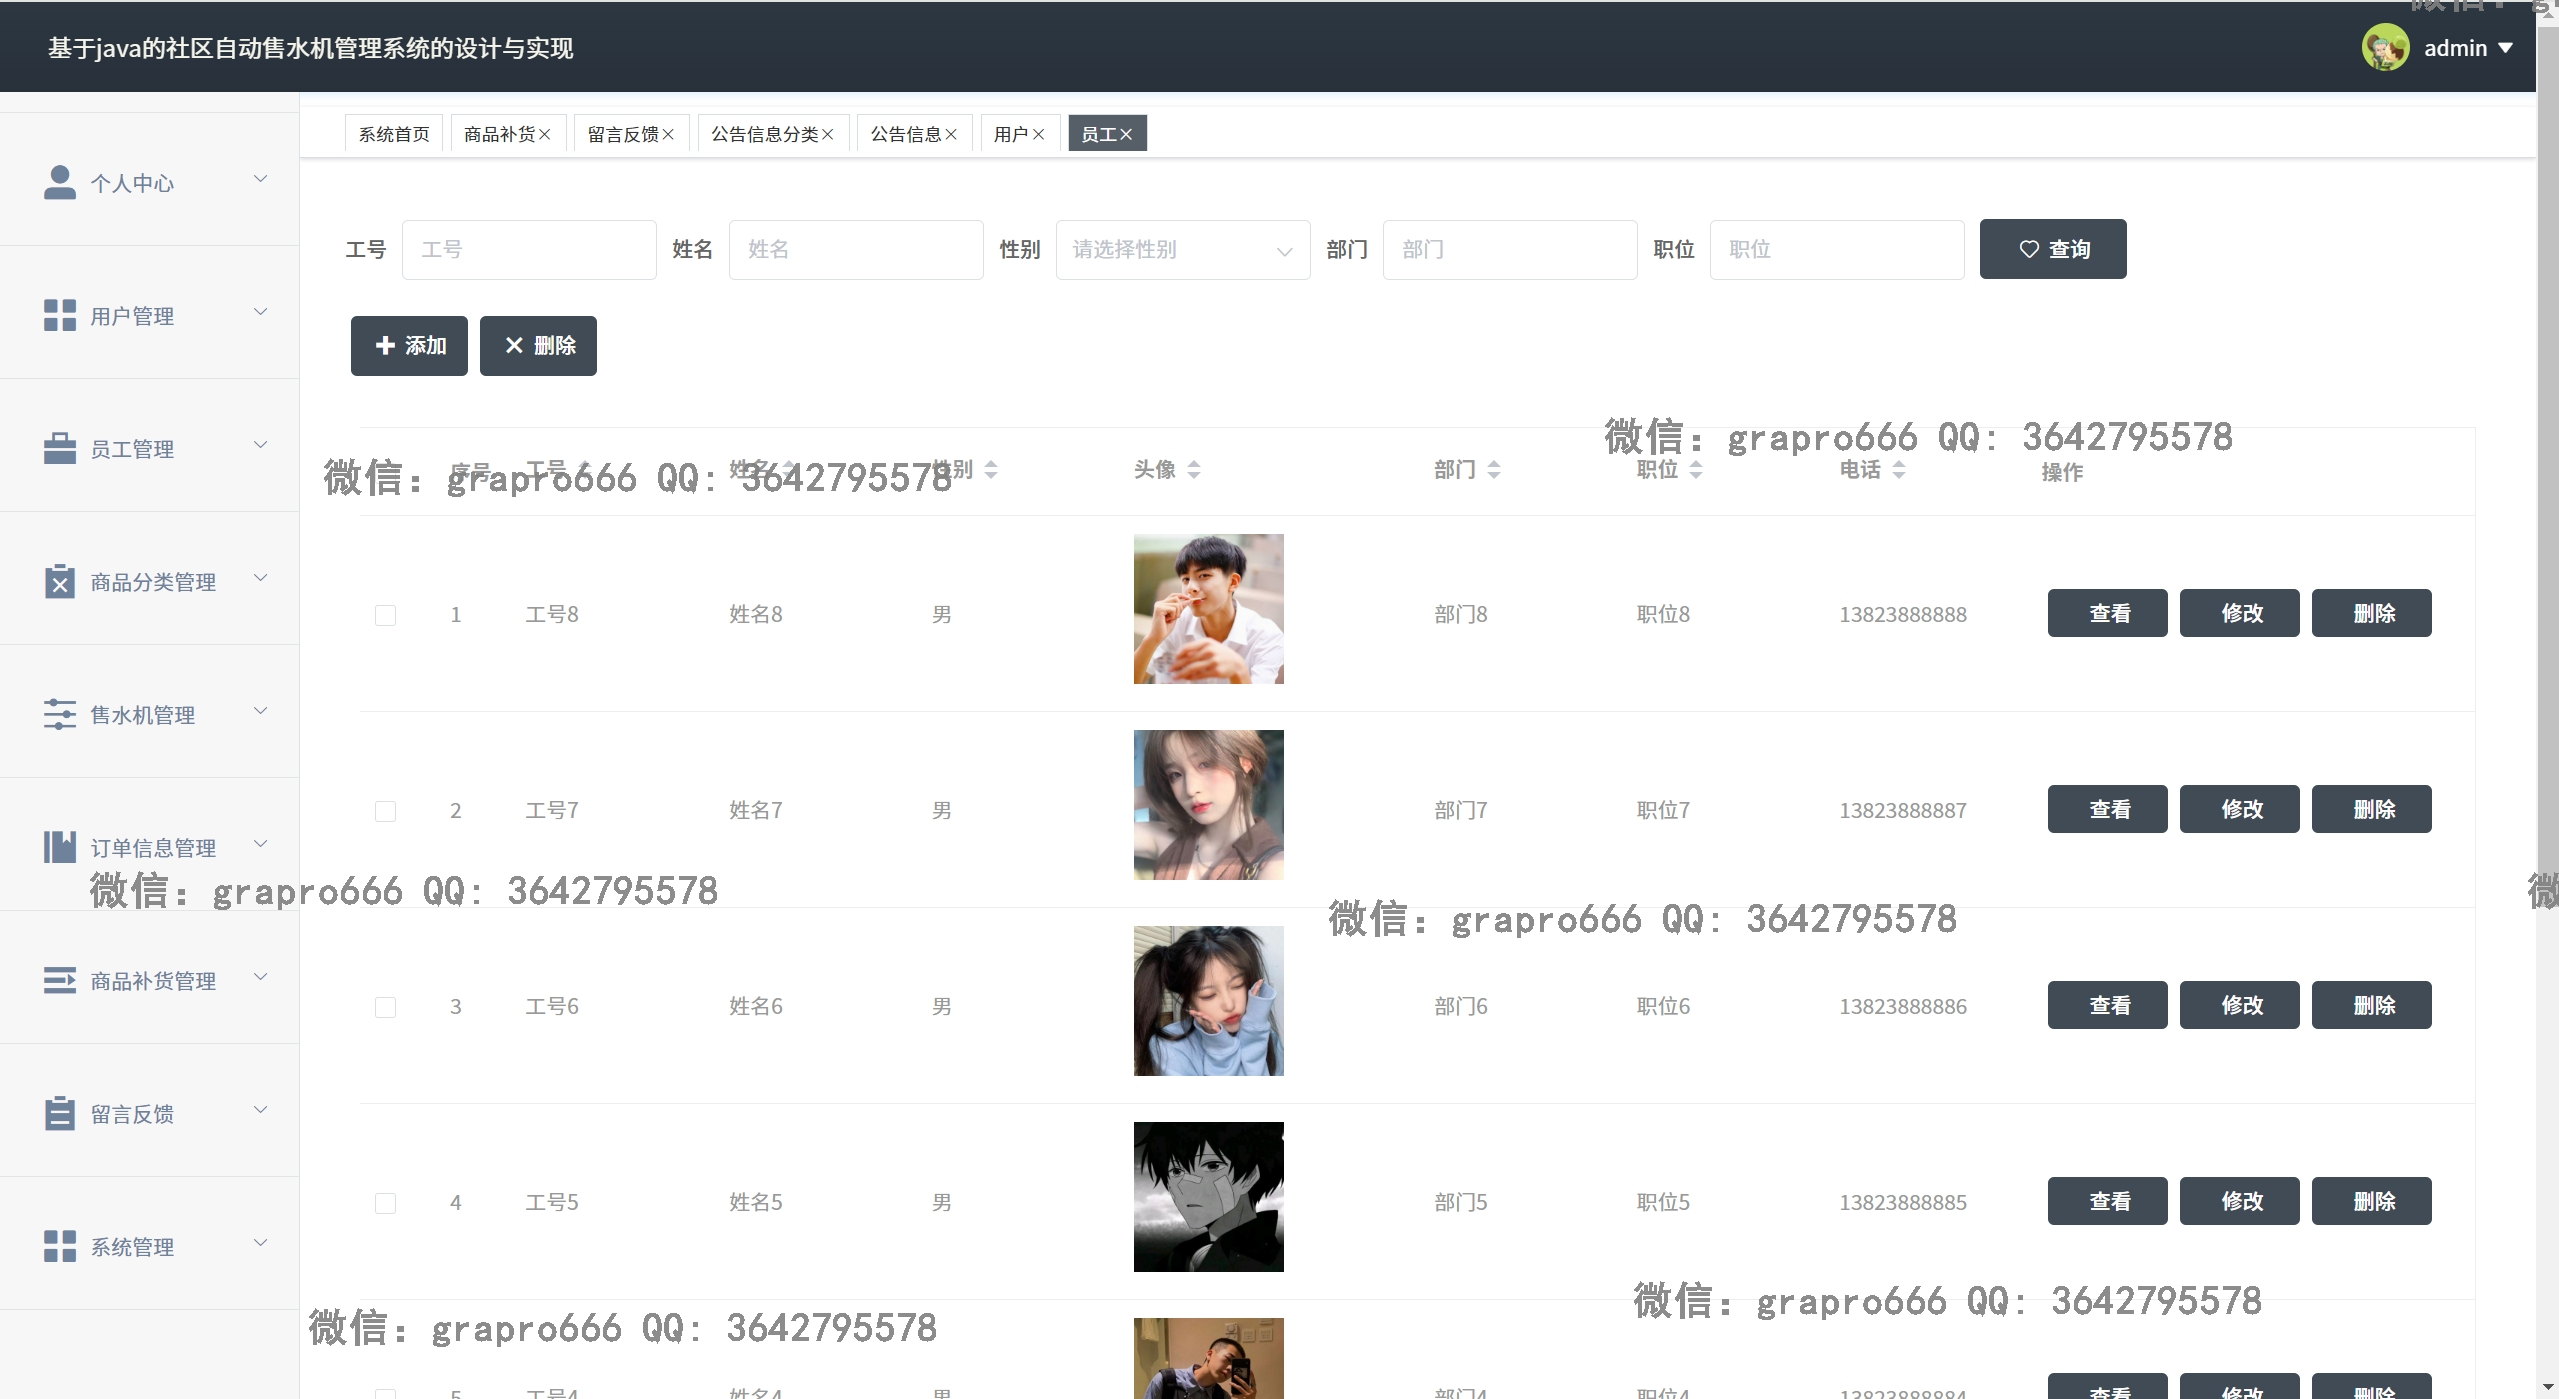 基于java的社区自动售水机管理系统的设计与实现
admin
系统首页 商品补货 留言反馈 公告信息分类 公告信息 用户 员工
个人中心
用户管理
员工管理
商品分类管理
售水机管理
订单信息管理
商品补货管理
留言反馈
系统管理
工号 工号 姓名 姓名 性别 请选择性别 部门 部门 职位 职位 查询
添加 删除
微信: grapro666 QQ: 3642795578
微信: grapro666 QQ: 3642795578
序号 工号 姓名 性别 头像 部门 职位 电话 操作
1 工号8 姓名8 男 部门8 职位8 13823888888 查看 修改 删除
2 工号7 姓名7 男 部门7 职位7 13823888887 查看 修改 删除
微信: grapro666 QQ: 3642795578
微信: grapro666 QQ: 3642795578
微
3 工号6 姓名6 男 部门6 职位6 13823888886 查看 修改 删除
4 工号5 姓名5 男 部门5 职位5 13823888885 查看 修改 删除
微信: grapro666 QQ: 3642795578
微信: grapro666 QQ: 3642795578
5 工号4 姓名4 男 部门4 职位4 13823888884 查看 修改 删除